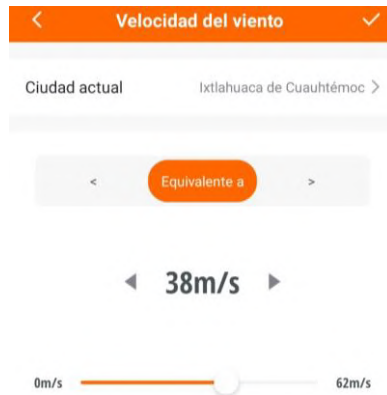 Velocidad del viento
Ciudad actual Ixtlahuaca de Cuauhtémoc >
< Equivalente a >
38m/s
0m/s 62m/s